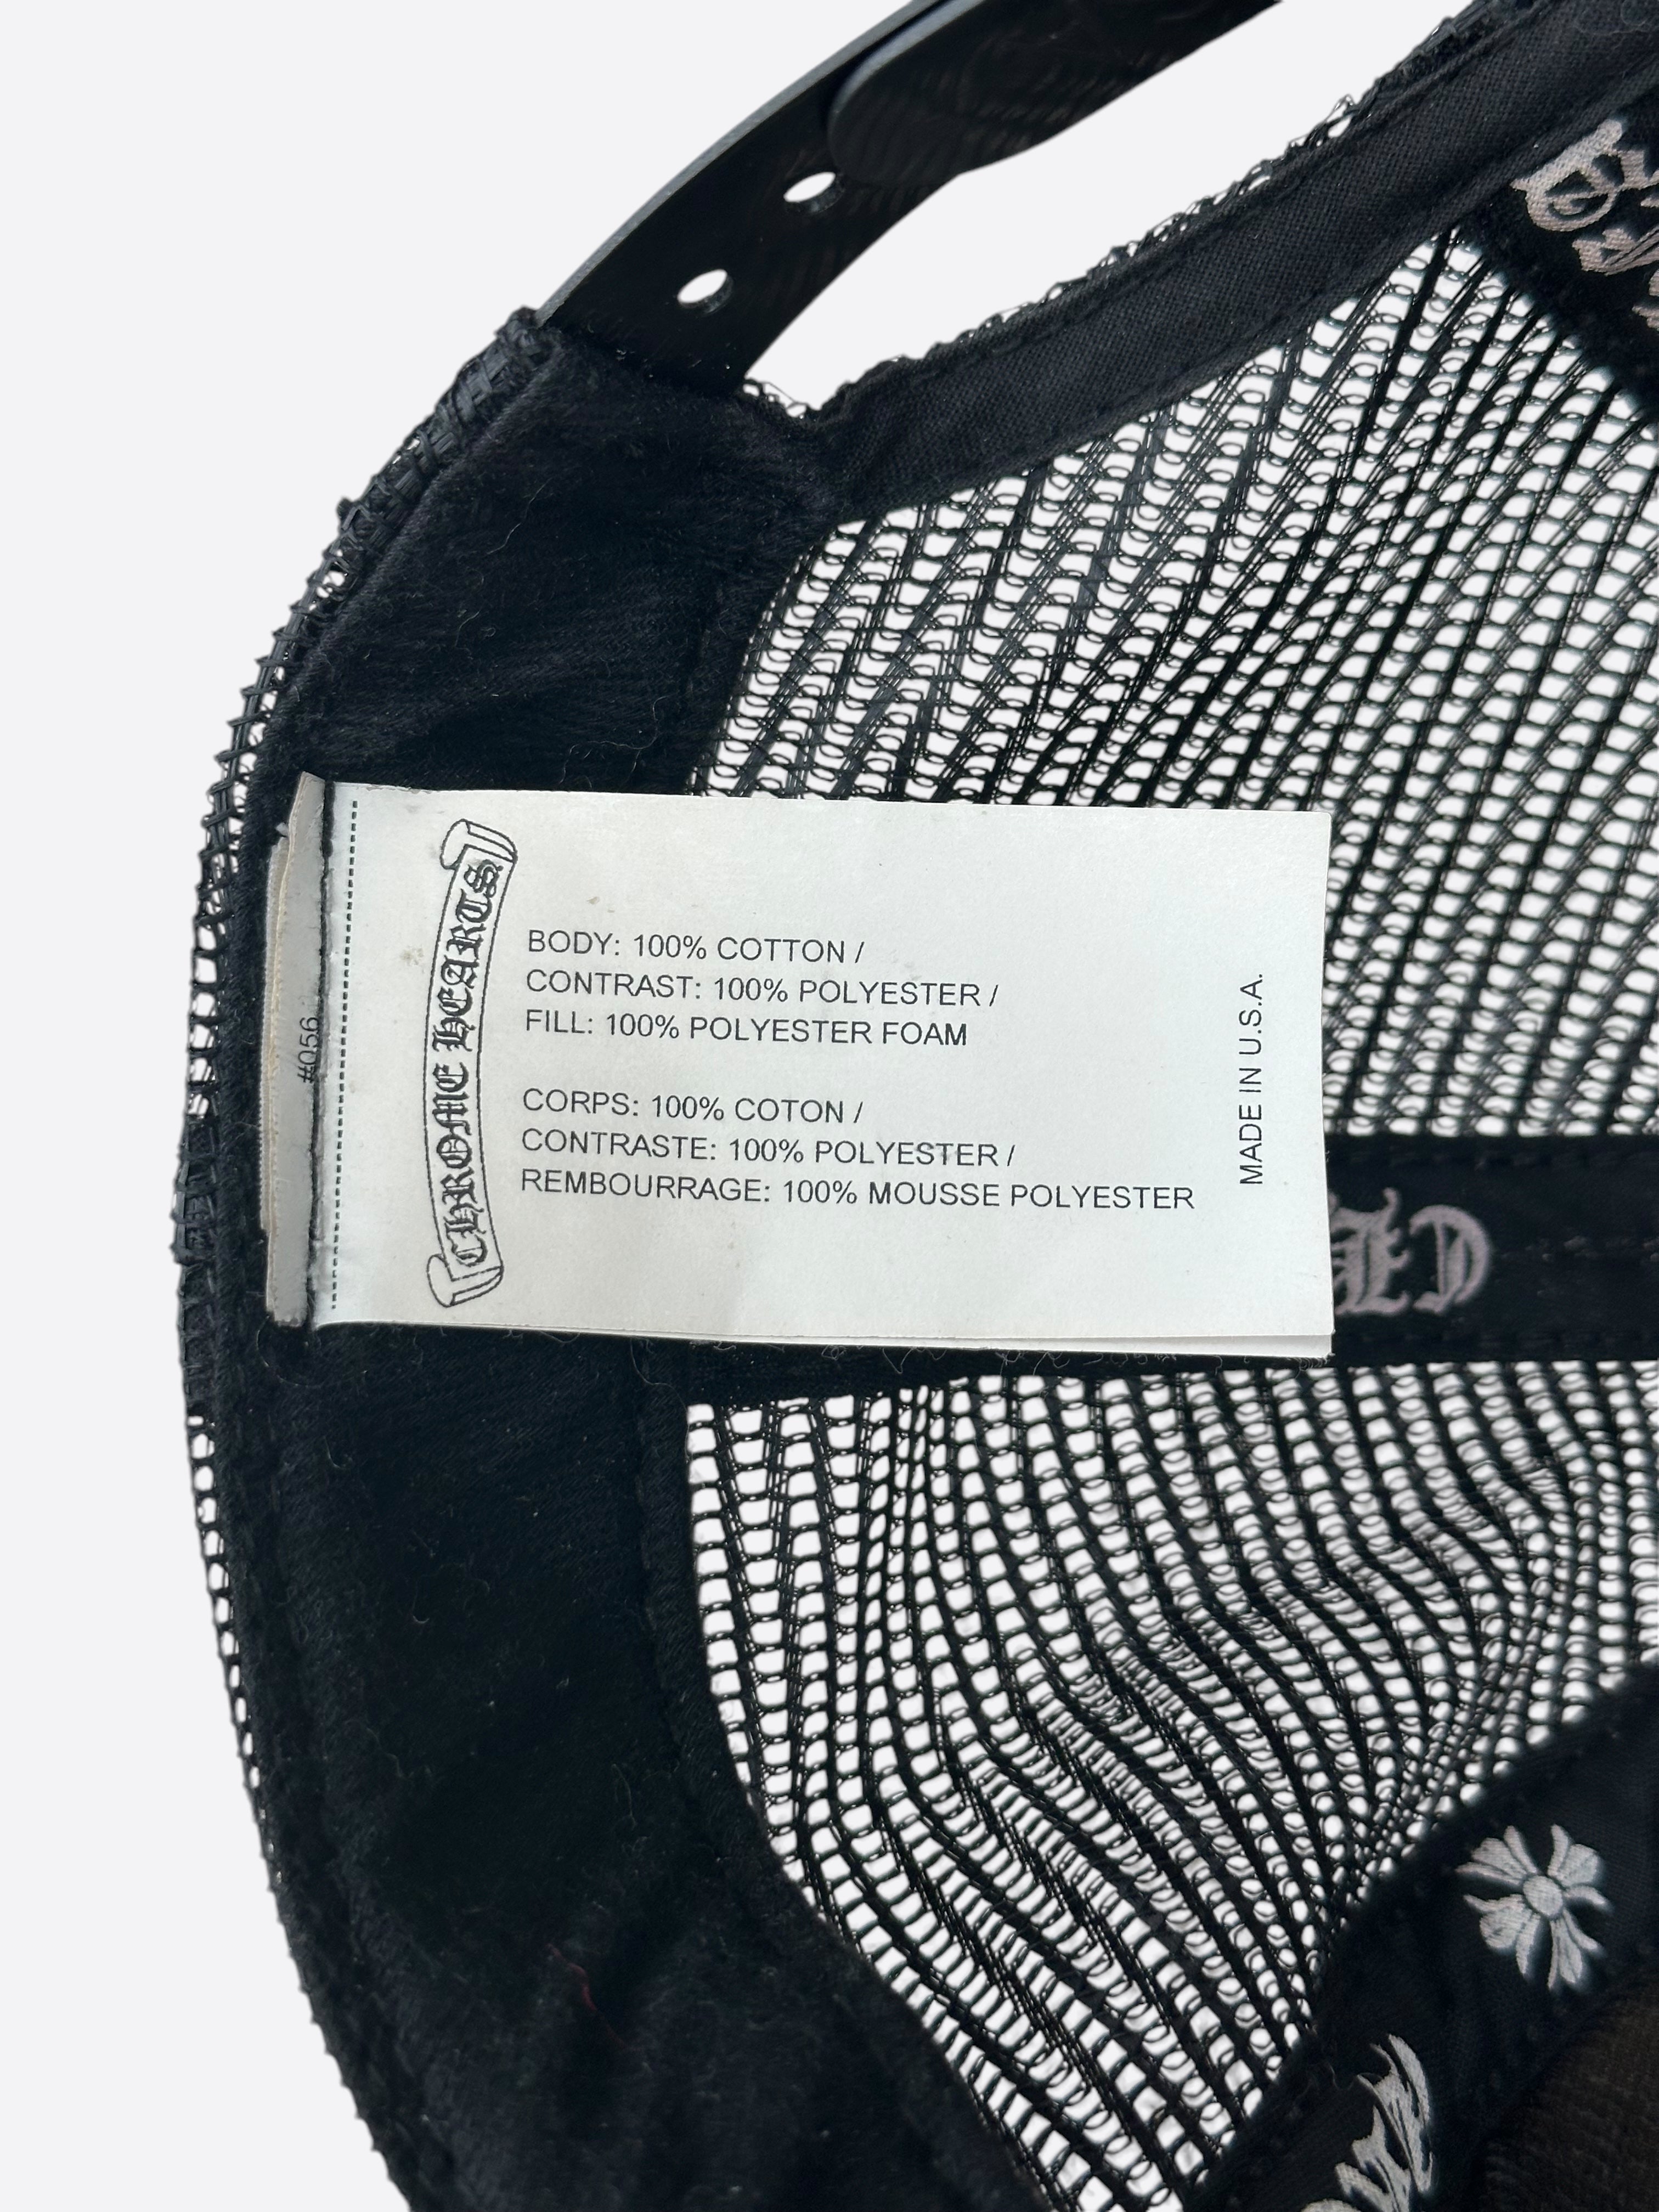 CHROME HEARTS
BODY: 100% COTTON /
CONTRAST: 100% POLYESTER /
FILL: 100% POLYESTER FOAM
CORPS: 100% COTON /
CONTRASTE: 100% POLYESTER /
REMBOURRAGE: 100% MOUSSE POLYESTER
MADE IN U.S.A.
#056